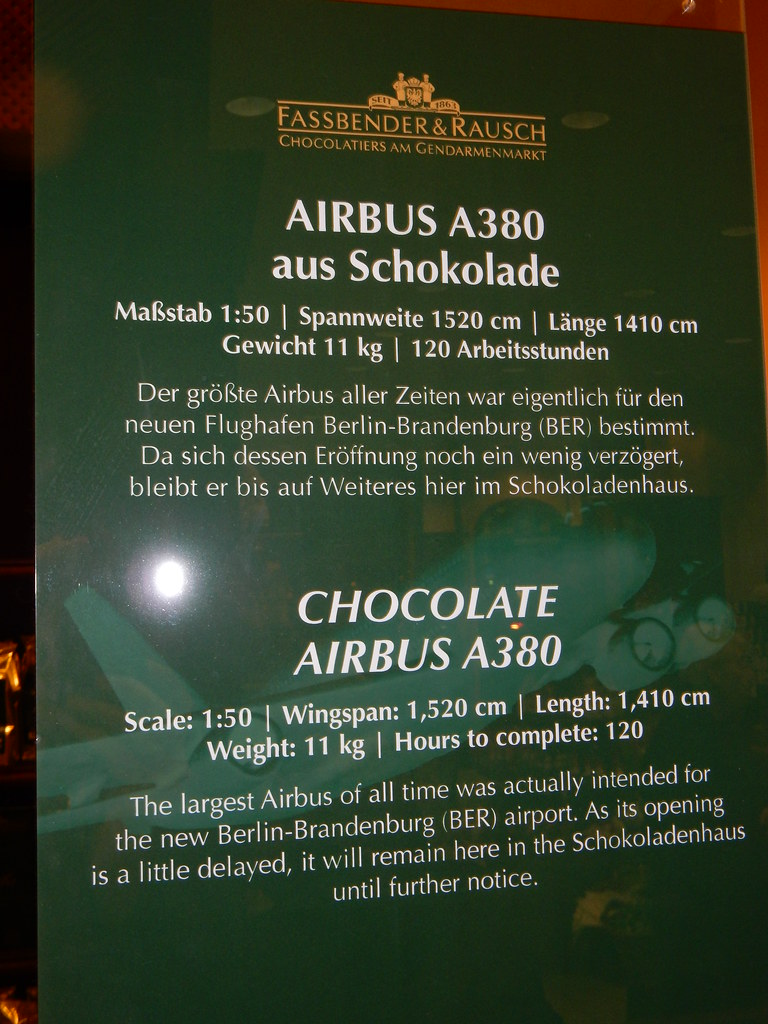 SEIT 1863
FASSBENDER & RAUSCH
CHOCOLATIERS AM GENDARMENMARKT
AIRBUS A380
aus Schokolade
Maßstab 1:50 | Spannweite 1520 cm | Länge 1410 cm
Gewicht 11 kg | 120 Arbeitsstunden
Der größte Airbus aller Zeiten war eigentlich für den
neuen Flughafen Berlin-Brandenburg (BER) bestimmt.
Da sich dessen Eröffnung noch ein wenig verzögert,
bleibt er bis auf Weiteres hier im Schokoladenhaus.
CHOCOLATE
AIRBUS A380
Scale: 1:50 | Wingspan: 1,520 cm | Length: 1,410 cm
Weight: 11 kg | Hours to complete: 120
The largest Airbus of all time was actually intended for
the new Berlin-Brandenburg (BER) airport. As its opening
is a little delayed, it will remain here in the Schokoladenhaus
until further notice.